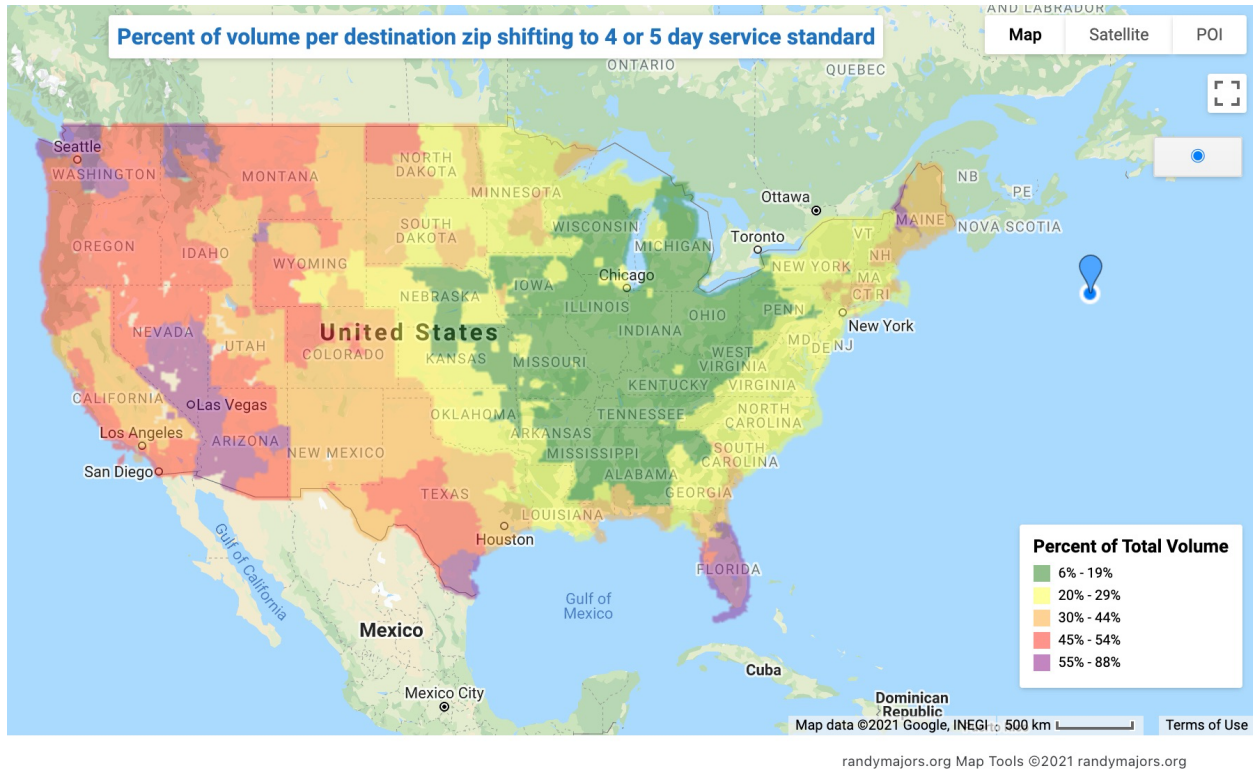 AND LABRADOR
Percent of volume per destination zip shifting to 4 or 5 day service standard
Map
Satellite
POI
ONTARIO
QUEBEC
Seattle
WASHINGTON
MONTANA
NORTH
DAKOTA
MINNESOTA
Ottawa
NB
PE
MAINE
NOVA SCOTIA
OREGON
IDAHO
WYOMING
SOUTH
DAKOTA
WISCONSIN
MICHIGAN
Toronto
VT
NH
NEW YORK
MA
CT RI
Chicago
NEBRASKA
IOWA
ILLINOIS
INDIANA
OHIO
PENN
New York
NEVADA
UTAH
United States
COLORADO
KANSAS
MISSOURI
WEST
VIRGINIA
MD
DE
NJ
KENTUCKY
VIRGINIA
CALIFORNIA
Las Vegas
OKLAHOMA
TENNESSEE
NORTH
CAROLINA
Los Angeles
ARIZONA
NEW MEXICO
ARKANSAS
MISSISSIPPI
SOUTH
CAROLINA
San Diego
ALABAMA
TEXAS
GEORGIA
LOUISIANA
Houston
Gulf of California
FLORIDA
Gulf of
Mexico
Mexico
Percent of Total Volume
6% - 19%
20% - 29%
30% - 44%
45% - 54%
55% - 88%
Cuba
Mexico City
Dominican
Republic
Map data ©2021 Google, INEGI
500 km
Terms of Use
randymajors.org Map Tools ©2021 randymajors.org